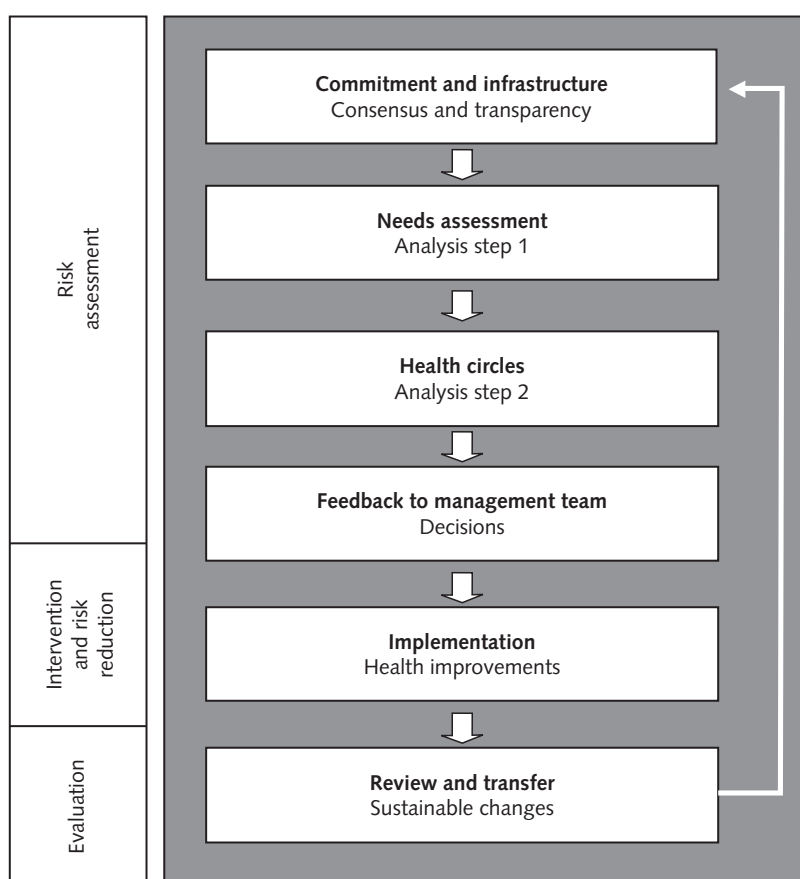 Risk
assessment
Intervention
and risk
reduction
Evaluation
Commitment and infrastructure
Consensus and transparency
Needs assessment
Analysis step 1
Health circles
Analysis step 2
Feedback to management team
Decisions
Implementation
Health improvements
Review and transfer
Sustainable changes